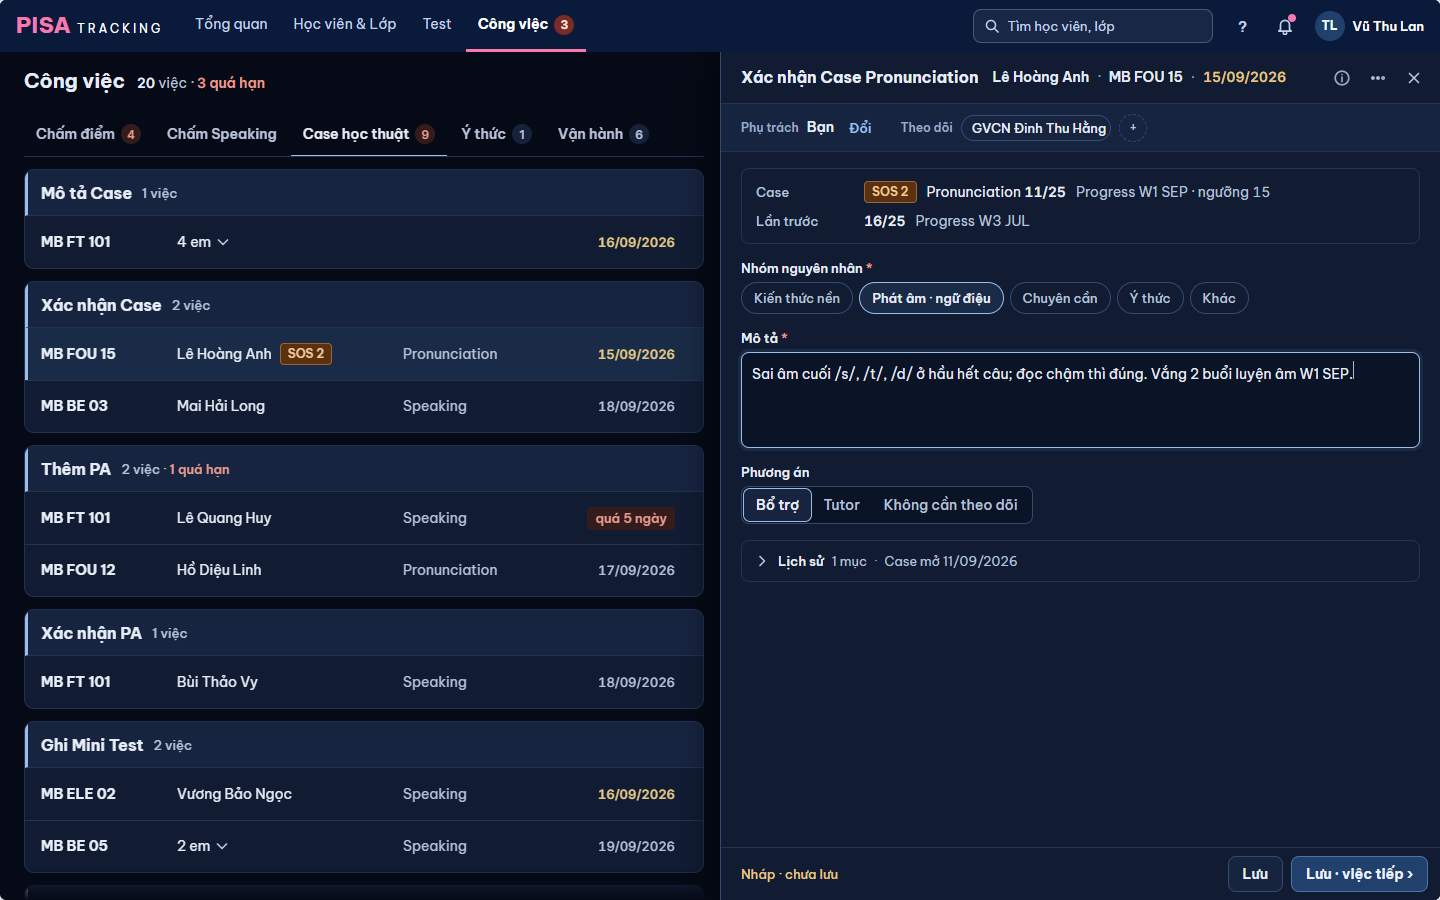 PISA TRACKING Tổng quan Học viên & Lớp Test Công việc 3 Tìm học viên, lớp ? TL Vũ Thu Lan
Công việc 20 việc · 3 quá hạn
Chấm điểm 4 Chấm Speaking Case học thuật 9 Ý thức 1 Vận hành 6
Mô tả Case 1 việc
MB FT 101 4 em 16/09/2026
Xác nhận Case 2 việc
MB FOU 15 Lê Hoàng Anh SOS 2 Pronunciation 15/09/2026
MB BE 03 Mai Hải Long Speaking 18/09/2026
Thêm PA 2 việc · 1 quá hạn
MB FT 101 Lê Quang Huy Speaking quá 5 ngày
MB FOU 12 Hồ Diệu Linh Pronunciation 17/09/2026
Xác nhận PA 1 việc
MB FT 101 Bùi Thảo Vy Speaking 18/09/2026
Ghi Mini Test 2 việc
MB ELE 02 Vương Bảo Ngọc Speaking 16/09/2026
MB BE 05 2 em Speaking 19/09/2026
Xác nhận Case Pronunciation Lê Hoàng Anh · MB FOU 15 · 15/09/2026
Phụ trách Bạn Đổi Theo dõi GVCN Đinh Thu Hằng +
Case SOS 2 Pronunciation 11/25 Progress W1 SEP · ngưỡng 15
Lần trước 16/25 Progress W3 JUL
Nhóm nguyên nhân *
Kiến thức nền Phát âm · ngữ điệu Chuyên cần Ý thức Khác
Mô tả *
Sai âm cuối /s/, /t/, /d/ ở hầu hết câu; đọc chậm thì đúng. Vắng 2 buổi luyện âm W1 SEP.
Phương án
Bổ trợ Tutor Không cần theo dõi
Lịch sử 1 mục · Case mở 11/09/2026
Nháp · chưa lưu Lưu Lưu · việc tiếp ›